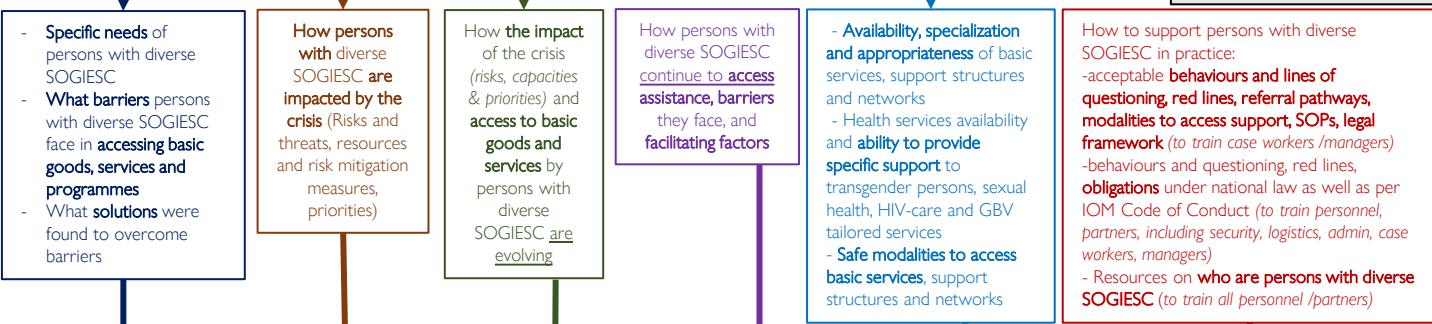 - Specific needs of
persons with diverse
SOGIESC
- What barriers persons
with diverse SOGIESC
face in accessing basic
goods, services and
programmes
- What solutions were
found to overcome
barriers
How persons
with diverse
SOGIESC are
impacted by the
crisis (Risks and
threats, resources
and risk mitigation
measures,
priorities)
How the impact
of the crisis
(risks, capacities
& priorities) and
access to basic
goods and
services by
persons with
diverse
SOGIESC are
evolving
How persons with
diverse SOGIESC
continue to access
assistance, barriers
they face, and
facilitating factors
- Availability, specialization
and appropriateness of basic
services, support structures
and networks
- Health services availability
and ability to provide
specific support to
transgender persons, sexual
health, HIV-care and GBV
tailored services
- Safe modalities to access
basic services, support
structures and networks
How to support persons with diverse
SOGIESC in practice:
-acceptable behaviours and lines of
questioning, red lines, referral pathways,
modalities to access support, SOPs, legal
framework (to train case workers /managers)
-behaviours and questioning, red lines,
obligations under national law as well as per
IOM Code of Conduct (to train personnel,
partners, including security, logistics, admin, case
workers, managers)
- Resources on who are persons with diverse
SOGIESC (to train all personnel /partners)